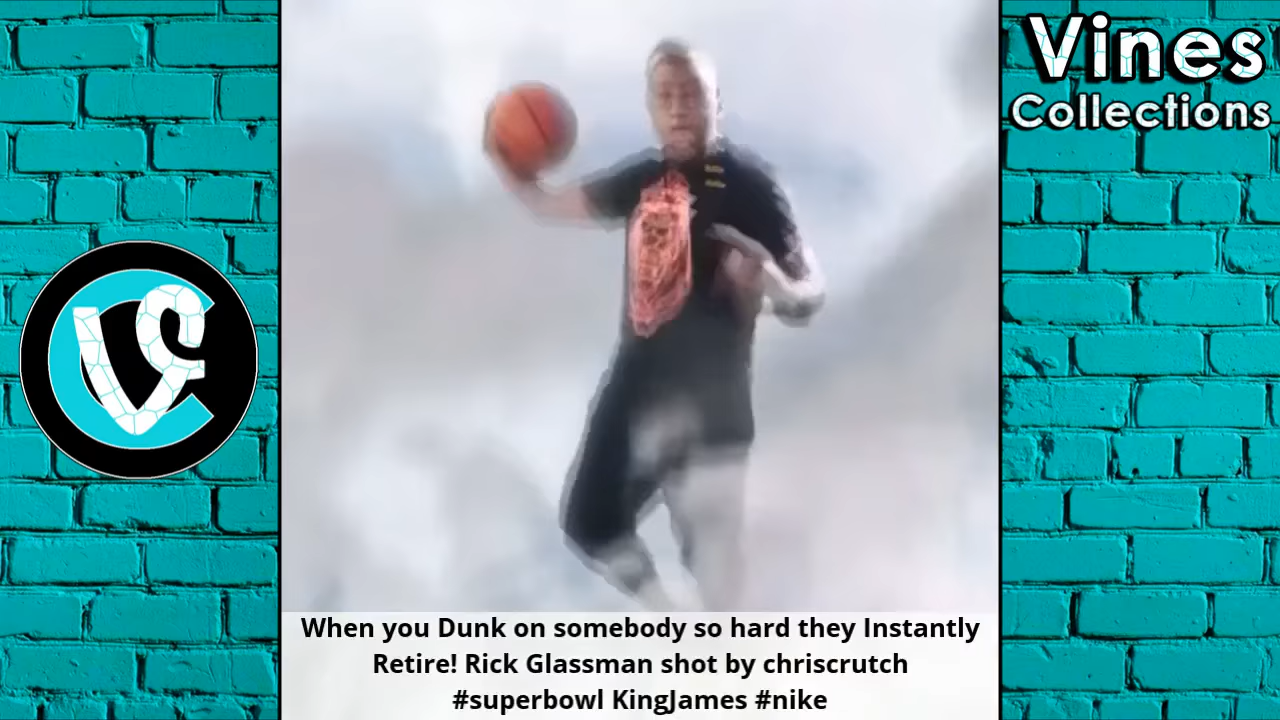 Vines
Collections
When you Dunk on somebody so hard they Instantly
Retire! Rick Glassman shot by chriscrutch
#superbowl KingJames #nike